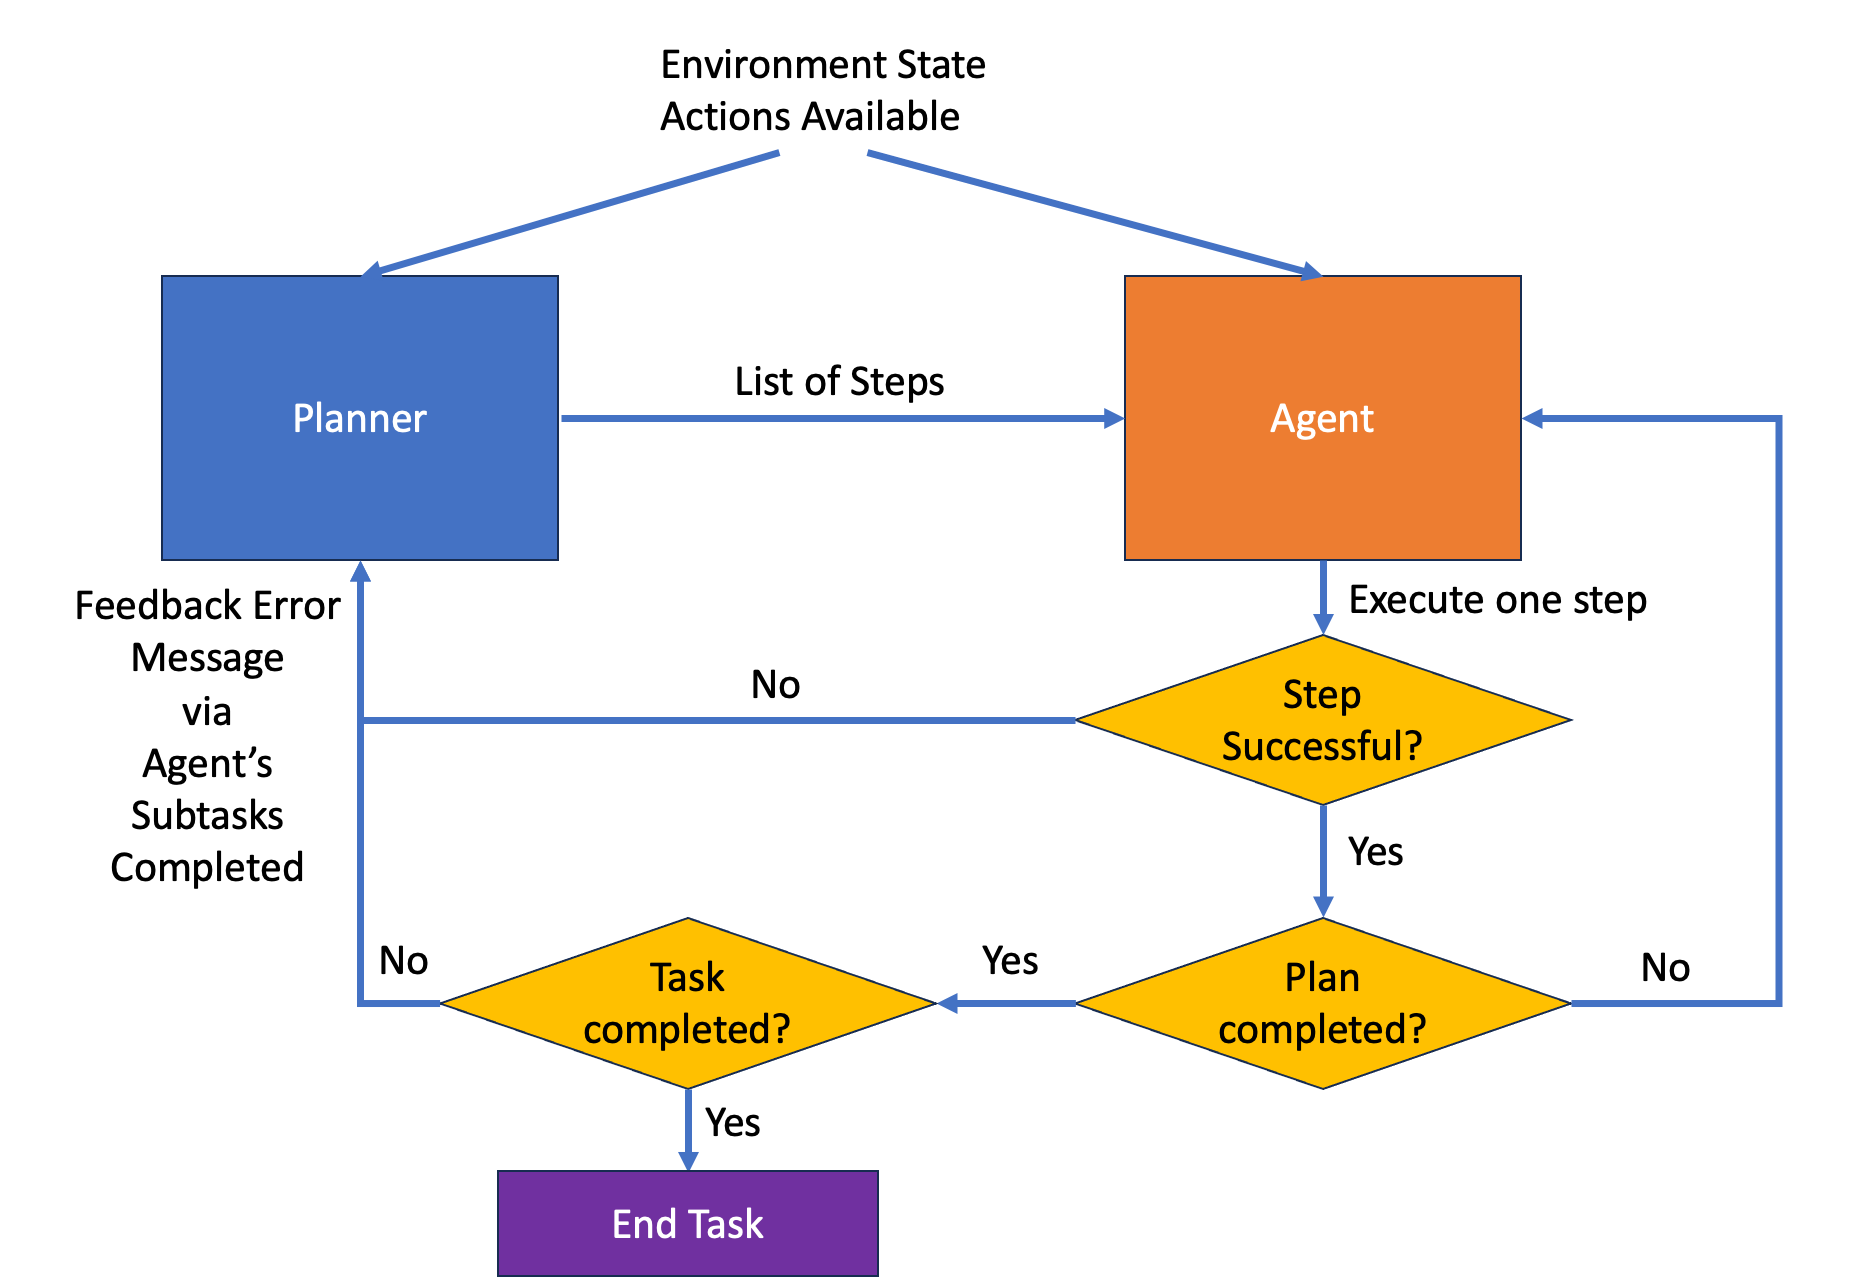 Environment State
Actions Available
Planner
List of Steps
Agent
Feedback Error
Message
via
Agent’s
Subtasks
Completed
Execute one step
No
Step
Successful?
Yes
No
Task
completed?
Yes
Plan
completed?
No
Yes
End Task